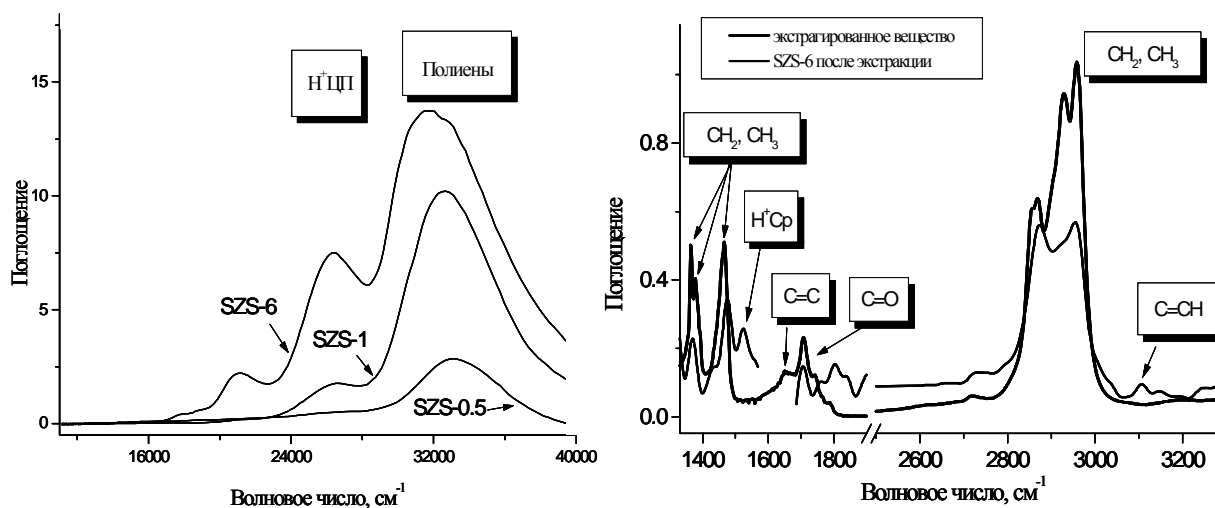 Поглощение
15
10
5
0
Н⁺ЦП
Полиены
SZS-6
SZS-1
SZS-0.5
16000 24000 32000 40000
Волновое число, см⁻¹
Поглощение
0.8
0.4
0.0
экстрагированное вещество
SZS-6 после экстракции
CH₂, CH₃
CH₂, CH₃
H⁺Cp
C=C
C=O
C=CH
1400 1600 1800 2600 2800 3000 3200
Волновое число, см⁻¹